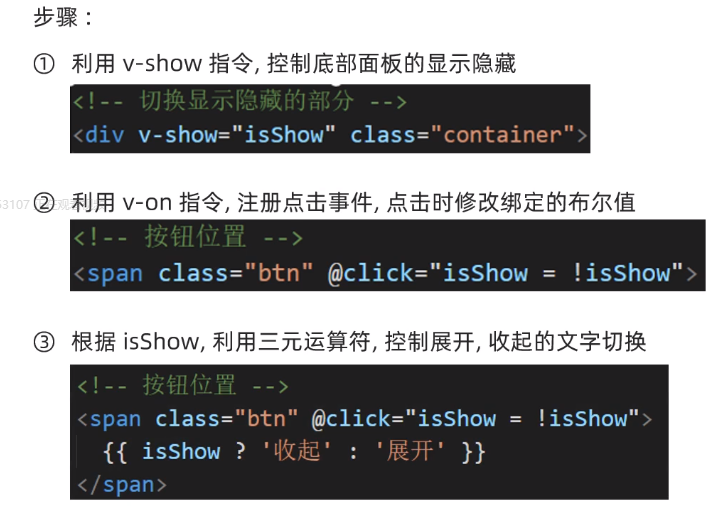 步骤：
① 利用 v-show 指令, 控制底部面板的显示隐藏
<!-- 切换显示隐藏的部分 -->
<div v-show="isShow" class="container">
② 利用 v-on 指令, 注册点击事件, 点击时修改绑定的布尔值
<!-- 按钮位置 -->
<span class="btn" @click="isShow = !isShow">
③ 根据 isShow, 利用三元运算符, 控制展开, 收起的文字切换
<!-- 按钮位置 -->
<span class="btn" @click="isShow = !isShow">
{{ isShow ? '收起' : '展开' }}
</span>